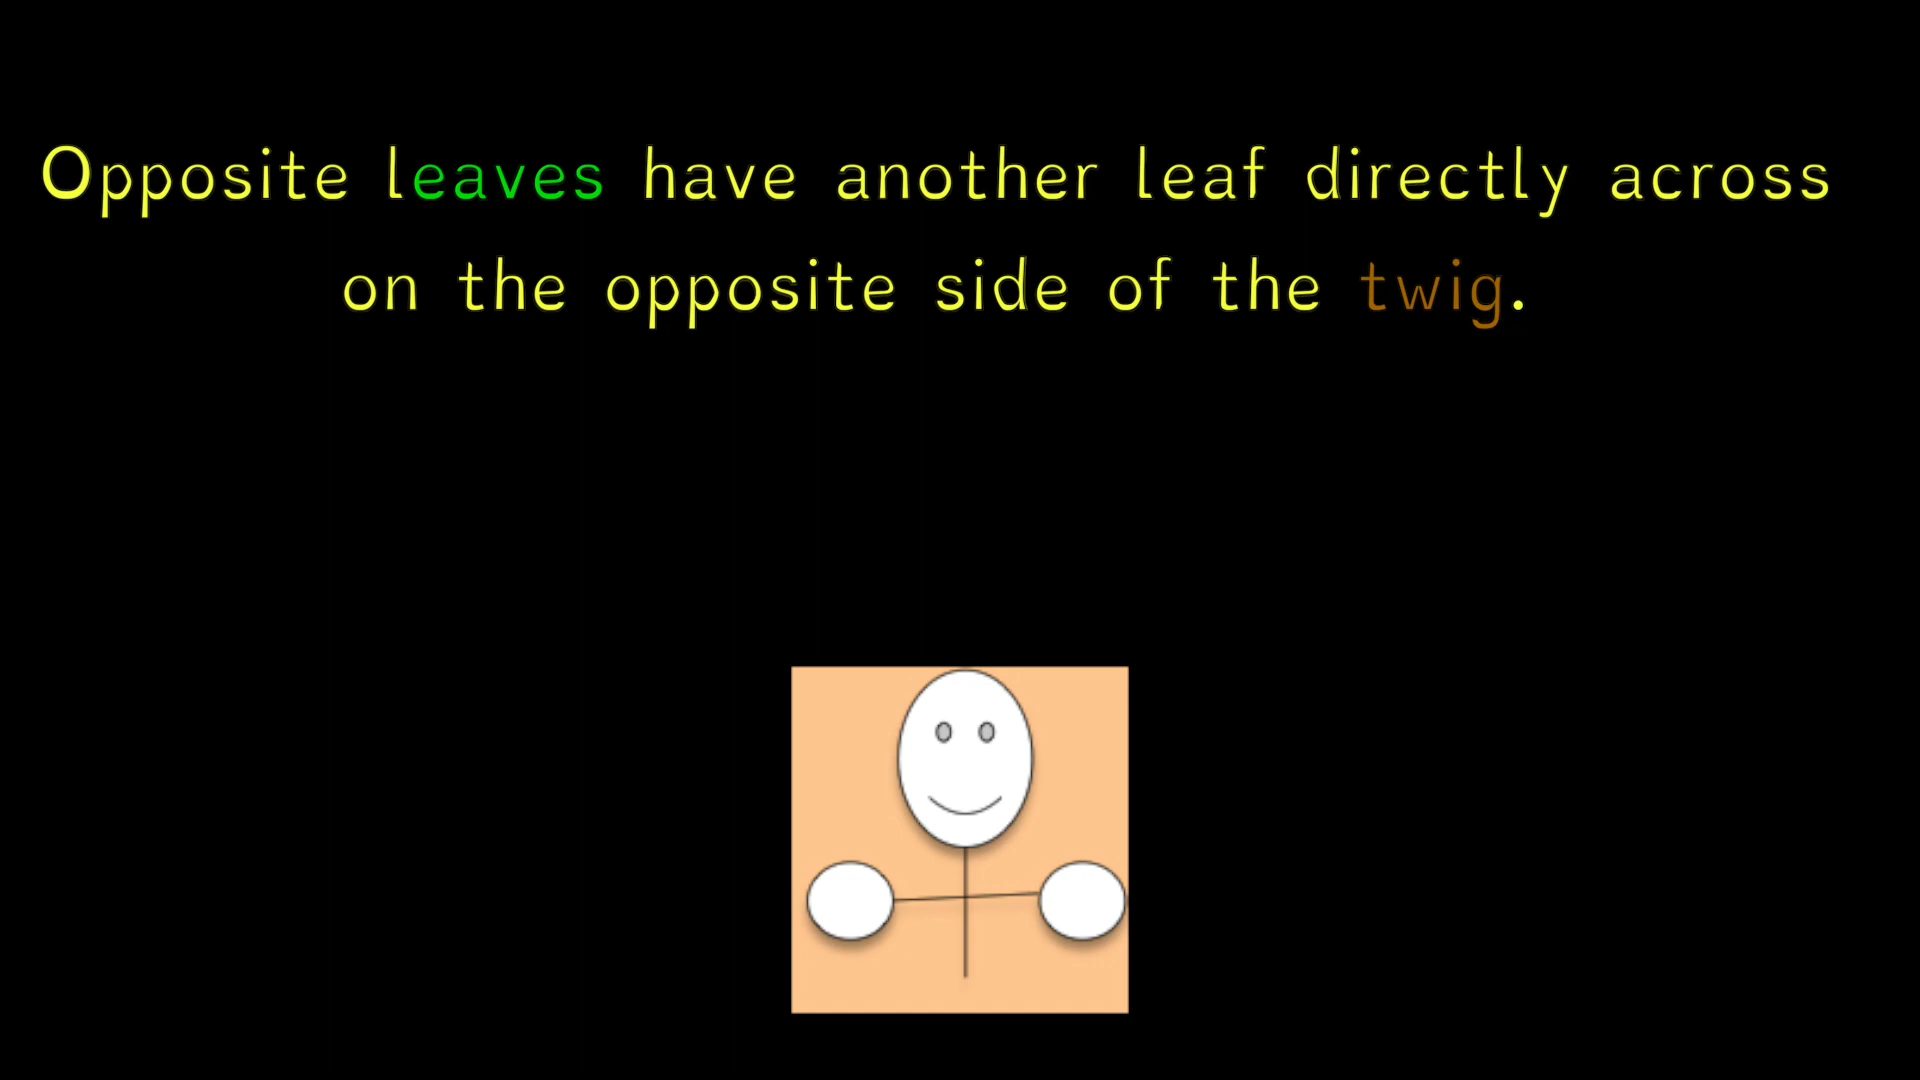 Opposite leaves have another leaf directly across
on the opposite side of the twig.